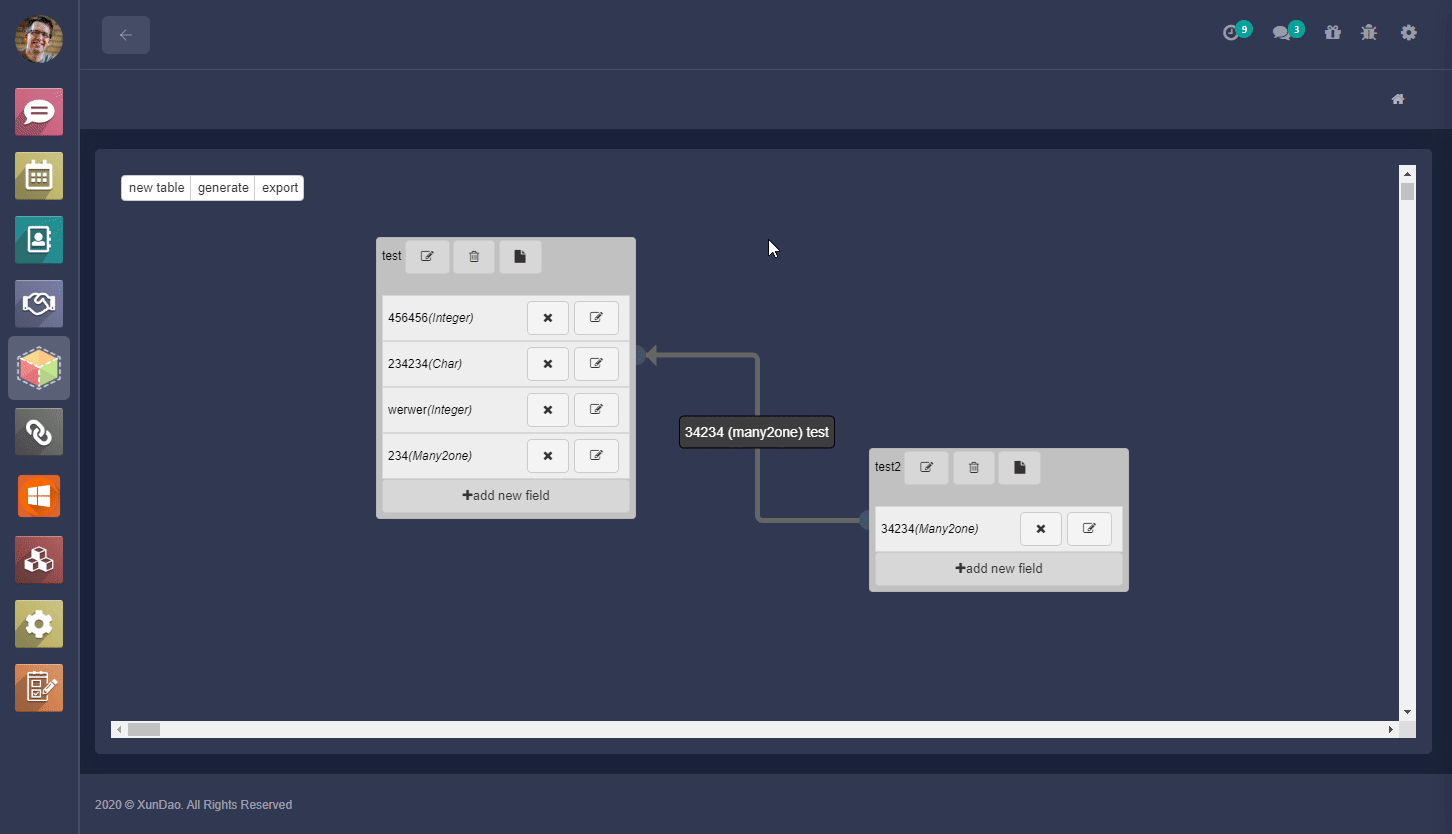 9
3
new table generate export
test
456456(Integer)
234234(Char)
werwer(Integer)
234(Many2one)
+add new field
34234 (many2one) test
test2
34234(Many2one)
+add new field
2020 © XunDao. All Rights Reserved